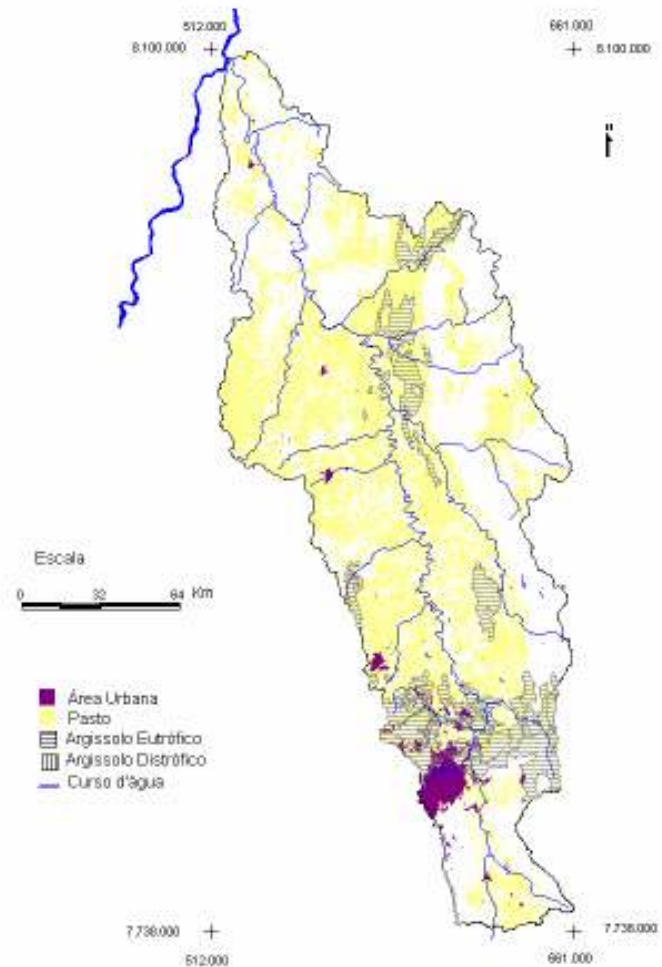 512.000
661.000
8.100.000
8.100.000
Escala
0 32 64 Km
Área Urbana
Pasto
Argissolo Eutrófico
Argissolo Distrófico
Curso d'água
7.738.000
7.738.000
512.000
661.000